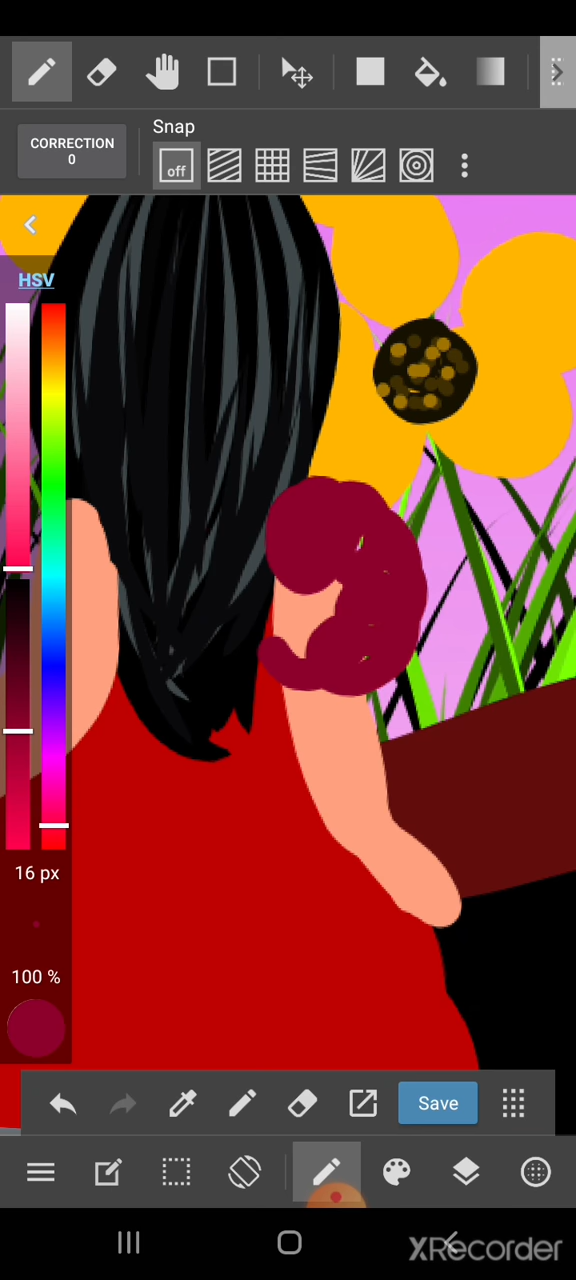 CORRECTION
0
Snap
off
HSV
16 px
100 %
Save
XRecorder